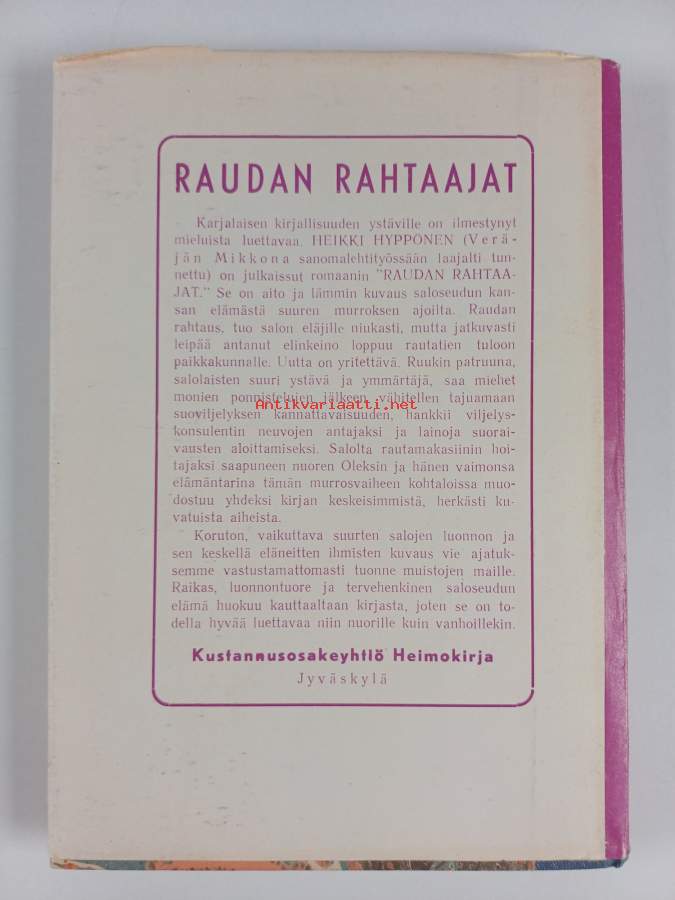 RAUDAN RAHTAAJAT
Karjalaisen kirjallisuuden ystäville on ilmestynyt
mieluista luettavaa. HEIKKI HYPPÖNEN (Verä-
jän Mikkona sanomalehtityössään laajalti tun-
nettu) on julkaissut romaanin "RAUDAN RAHTAA-
JAT." Se on aito ja lämmin kuvaus saloseudun kan-
san elämästä suuren murroksen ajoilta. Raudan
rahtaus, tuo salon eläjille niukasti, mutta jatkuvasti
leipää antanut elinkeino loppuu rautatien tuloon
paikkakunnalle. Uutta on yritettävä. Ruukin patruuna,
salolaisten suuri ystävä ja ymmärtäjä, saa miehet
monien ponnistelujen jälkeen vähitellen tajuamaan
Antikvariaatti.net
suoviljelyksen kannattavaisuuden, hankkii viljelys-
konsulentin neuvojen antajaksi ja lainoja suorai-
vausten aloittamiseksi. Salolta rautamakasiinin hoi-
tajaksi saapuneen nuoren Oleksin ja hänen vaimonsa
elämäntarina tämän murrosvaiheen kohtaloissa muo-
dostuu yhdeksi kirjan keskeisimmistä, herkästi ku-
vatuista aiheista.
Koruton, vaikuttava suurten salojen luonnon ja
sen keskellä eläneitten ihmisten kuvaus vie ajatuk-
semme vastustamattomasti tuonne muistojen maille.
Raikas, luonnontuore ja tervehenkinen saloseudun
elämä huokuu kauttaaltaan kirjasta, joten se on to-
della hyvää luettavaa niin nuorille kuin vanhoillekin.
Kustannusosakeyhtiö Heimokirja
Jyväskylä